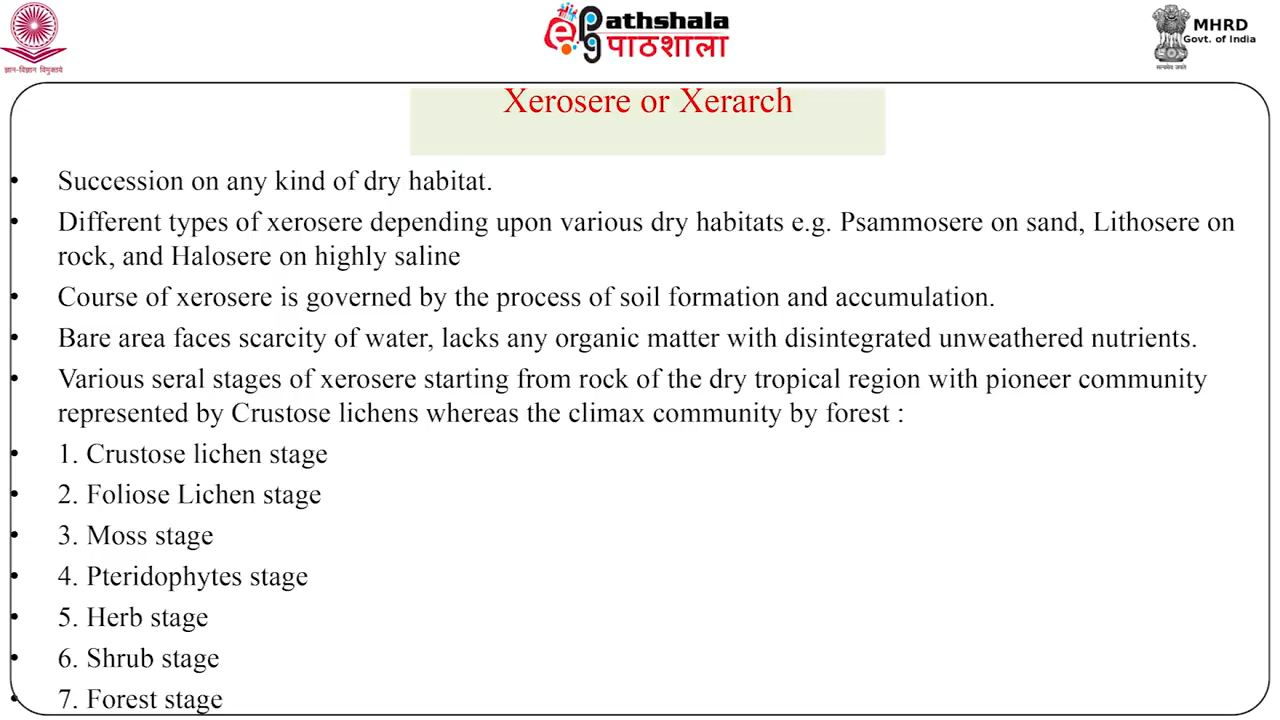 ज्ञान-विज्ञान विमुक्तये
ePathshala
पाठशाला
MHRD
Govt. of India
सत्यमेव जयते
Xerosere or Xerarch
• Succession on any kind of dry habitat.
• Different types of xerosere depending upon various dry habitats e.g. Psammosere on sand, Lithosere on
rock, and Halosere on highly saline
• Course of xerosere is governed by the process of soil formation and accumulation.
• Bare area faces scarcity of water, lacks any organic matter with disintegrated unweathered nutrients.
• Various seral stages of xerosere starting from rock of the dry tropical region with pioneer community
represented by Crustose lichens whereas the climax community by forest :
• 1. Crustose lichen stage
• 2. Foliose Lichen stage
• 3. Moss stage
• 4. Pteridophytes stage
• 5. Herb stage
• 6. Shrub stage
• 7. Forest stage